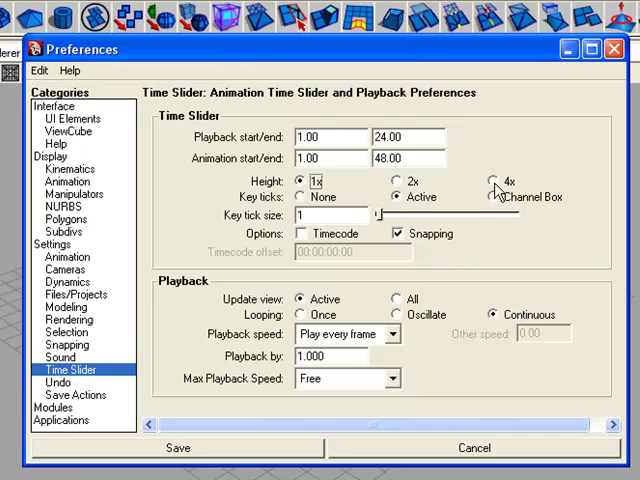 Preferences
derer
Edit Help
Categories
Interface
UI Elements
ViewCube
Help
Display
Kinematics
Animation
Manipulators
NURBS
Polygons
Subdivs
Settings
Animation
Cameras
Dynamics
Files/Projects
Modeling
Rendering
Selection
Snapping
Sound
Time Slider
Undo
Save Actions
Modules
Applications
Time Slider: Animation Time Slider and Playback Preferences
Time Slider
Playback start/end: 1.00 24.00
Animation start/end: 1.00 48.00
Height: 1x 2x 4x
Key ticks: None Active Channel Box
Key tick size: 1
Options: Timecode Snapping
Timecode offset: 00:00:00:00
Playback
Update view: Active All
Looping: Once Oscillate Continuous
Playback speed: Play every frame Other speed: 0.00
Playback by: 1.000
Max Playback Speed: Free
Save Cancel